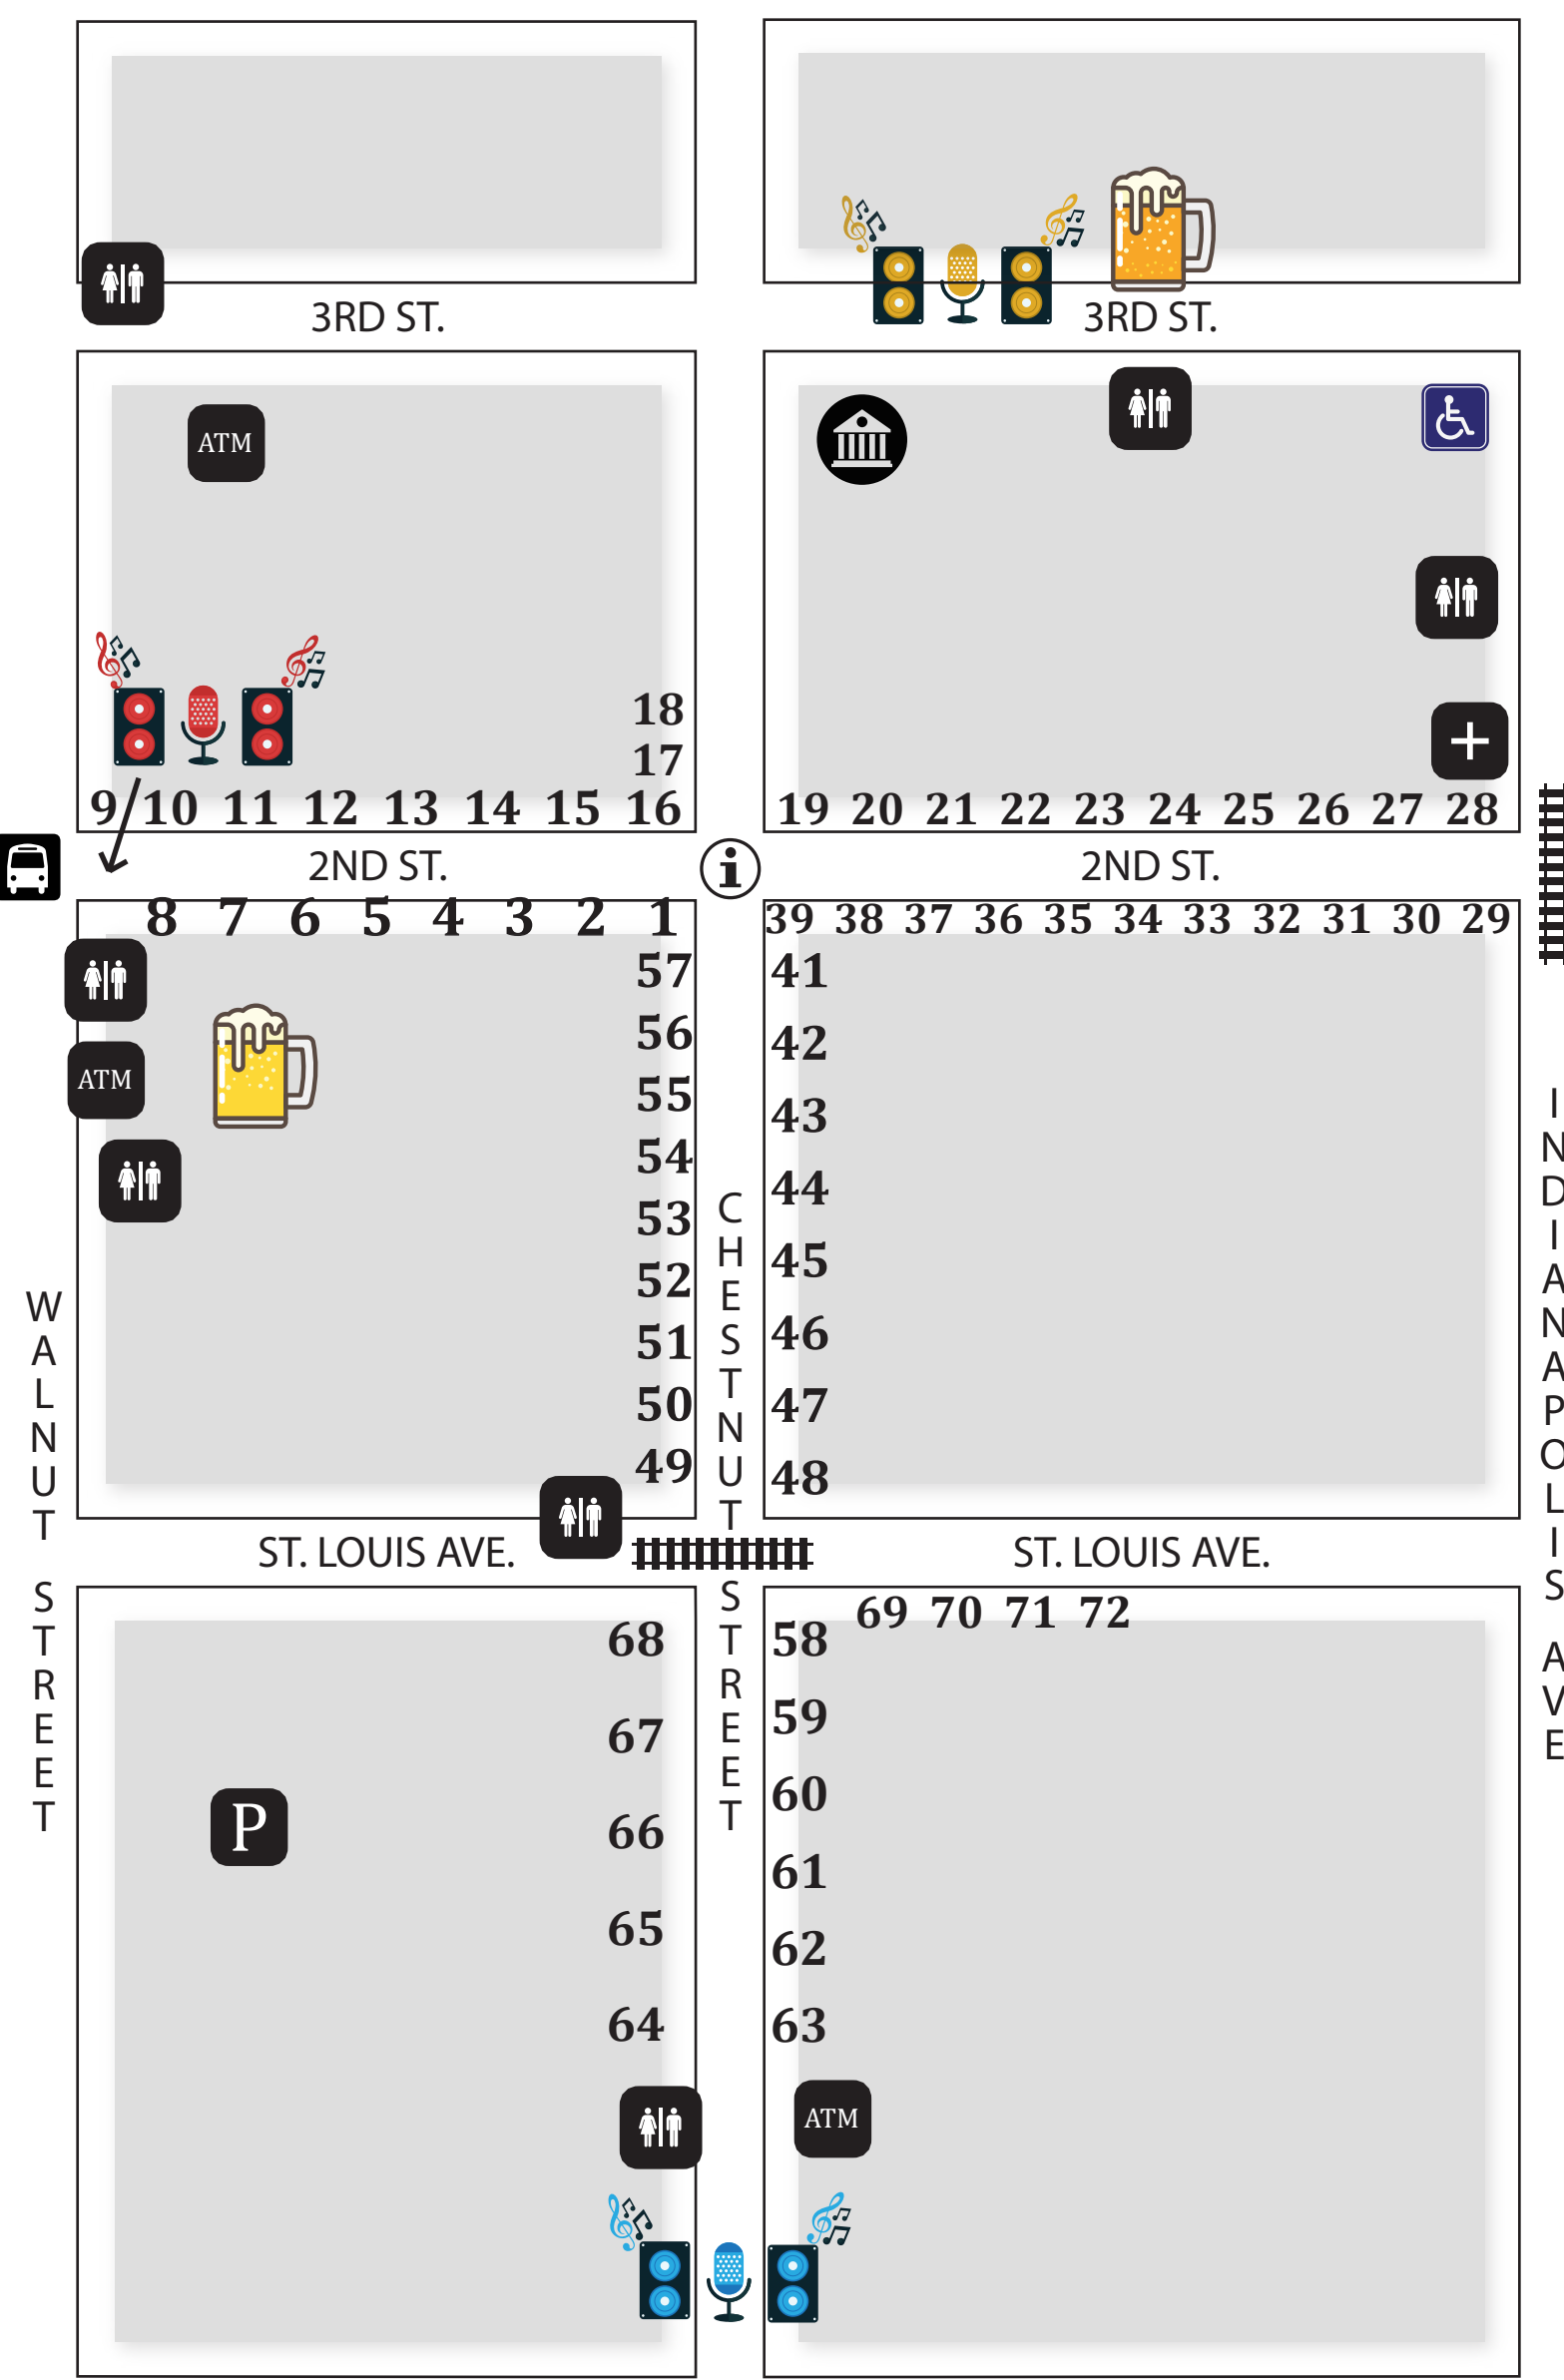 3RD ST.
3RD ST.
ATM
18
17
9 10 11 12 13 14 15 16
19 20 21 22 23 24 25 26 27 28
2ND ST.
i
2ND ST.
8 7 6 5 4 3 2 1
39 38 37 36 35 34 33 32 31 30 29
57
56
55
54
53
52
51
50
49
41
42
43
44
45
46
47
48
ATM
WALNUT STREET
CHESTNUT STREET
INDIANAPOLIS AVE
ST. LOUIS AVE.
ST. LOUIS AVE.
69 70 71 72
68
67
66
65
64
58
59
60
61
62
63
P
ATM